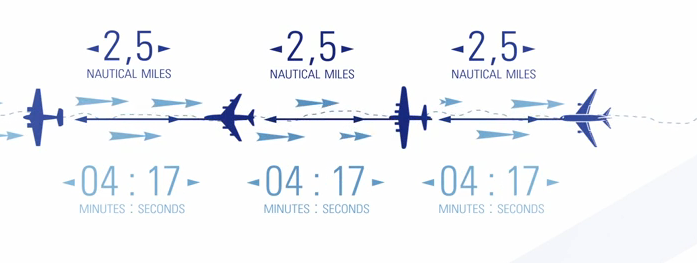 2,5 2,5 2,5
NAUTICAL MILES NAUTICAL MILES NAUTICAL MILES
04 : 17 04 : 17 04 : 17
MINUTES : SECONDS MINUTES : SECONDS MINUTES : SECONDS